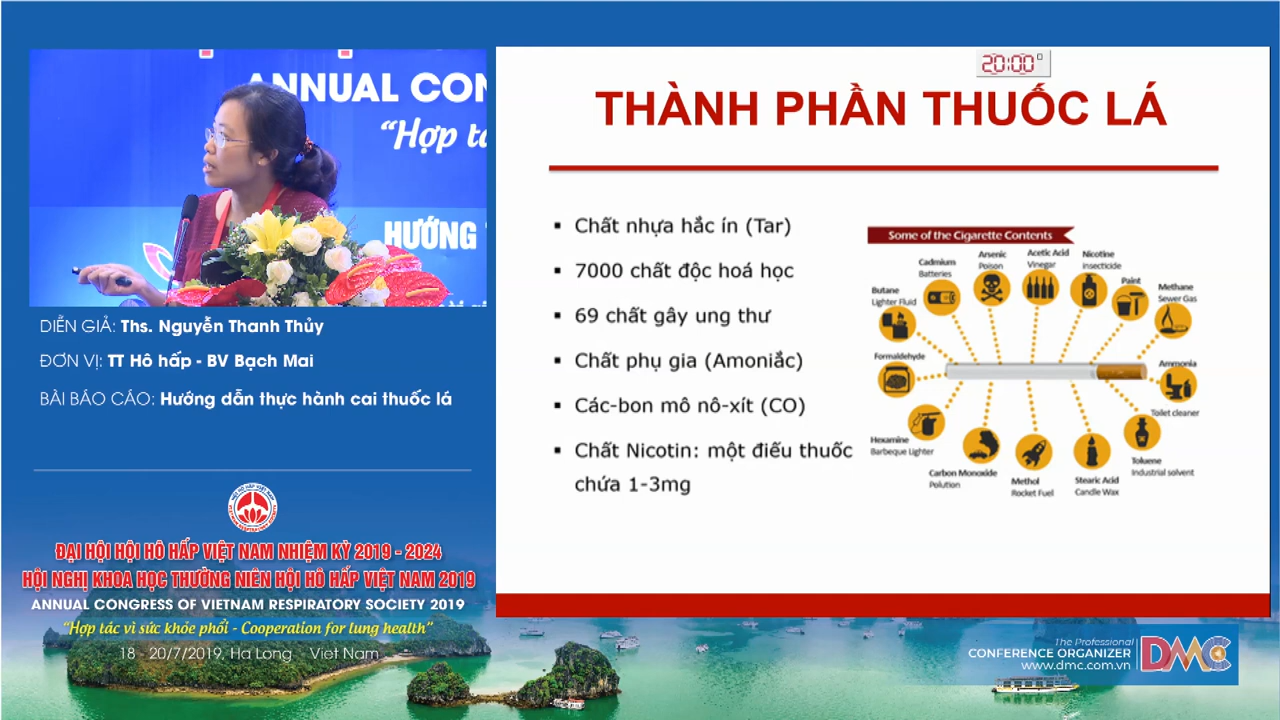 ANNUAL CON
“Hợp tá
HƯỚNG
DIỄN GIẢ: Ths. Nguyễn Thanh Thủy
ĐƠN VỊ: TT Hô hấp - BV Bạch Mai
BÀI BÁO CÁO: Hướng dẫn thực hành cai thuốc lá
ĐẠI HỘI HỘI HÔ HẤP VIỆT NAM NHIỆM KỲ 2019 - 2024
HỘI NGHỊ KHOA HỌC THƯỜNG NIÊN HỘI HÔ HẤP VIỆT NAM 2019
ANNUAL CONGRESS OF VIETNAM RESPIRATORY SOCIETY 2019
“Hợp tác vì sức khỏe phổi - Cooperation for lung health”
18 - 20/7/2019, Ha Long Viet Nam
20:00
THÀNH PHẦN THUỐC LÁ
▪ Chất nhựa hắc ín (Tar)
▪ 7000 chất độc hoá học
▪ 69 chất gây ung thư
▪ Chất phụ gia (Amoniắc)
▪ Các-bon mô nô-xít (CO)
▪ Chất Nicotin: một điếu thuốc
chứa 1-3mg
Some of the Cigarette Contents
Cadmium
Batteries
Arsenic
Poison
Acetic Acid
Vinegar
Nicotine
insecticide
Paint
Methane
Sewer Gas
Butane
Lighter Fluid
Formaldehyde
Ammonia
Toilet cleaner
Hexamine
Barbeque Lighter
Carbon Monoxide
Polution
Methol
Rocket Fuel
Stearic Acid
Candle Wax
Toluene
Industrial solvent
The Professional
CONFERENCE ORGANIZER
www.dmc.com.vn
DMC